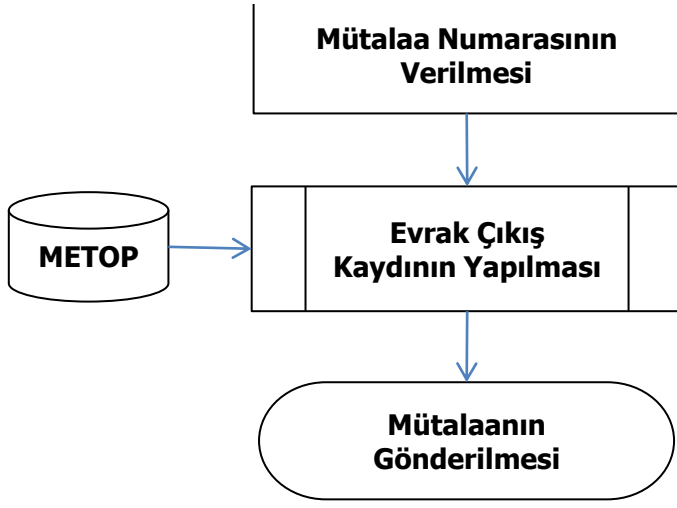 Mütalaa Numarasının
Verilmesi
METOP
Evrak Çıkış
Kaydının Yapılması
Mütalaanın
Gönderilmesi